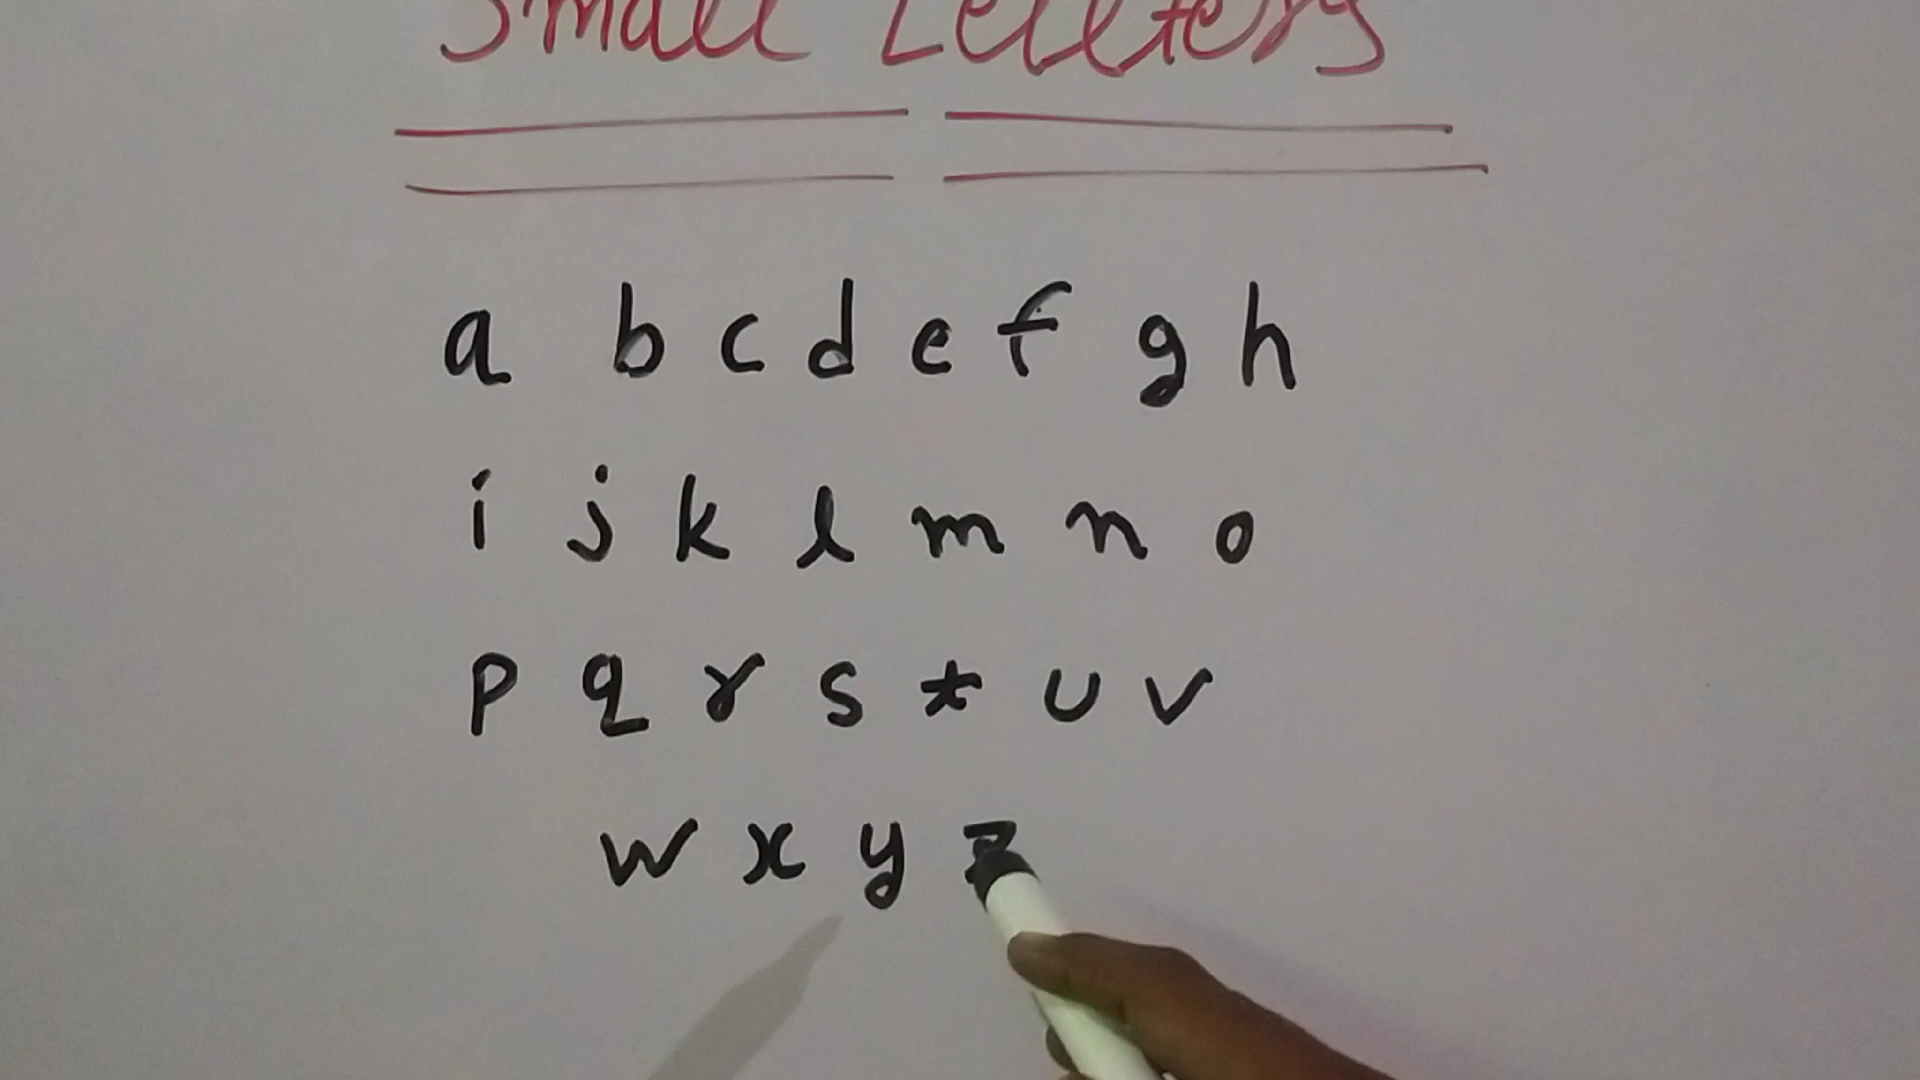 Small Letters
a b c d e f g h
i j k l m n o
p q r s t u v
w x y z